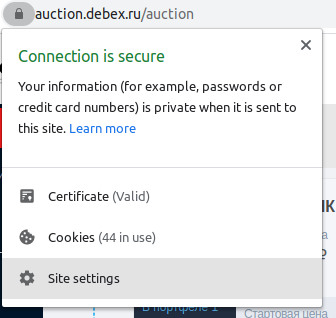 auction.debex.ru/auction
Connection is secure
Your information (for example, passwords or
credit card numbers) is private when it is sent to
this site. Learn more
Certificate (Valid)
Cookies (44 in use)
Site settings
В портфеле 1
Стартовая цена